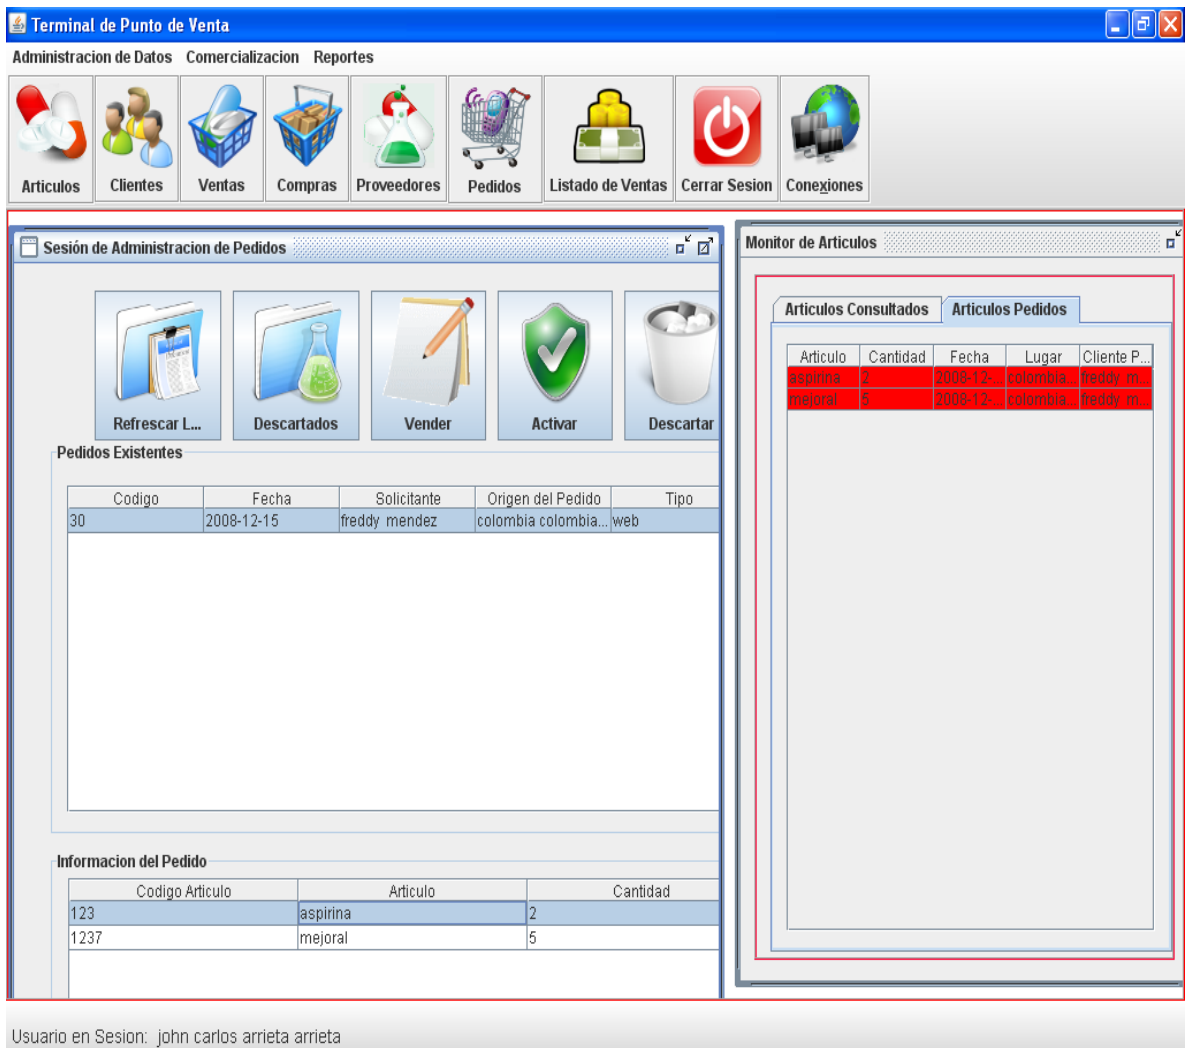 Terminal de Punto de Venta
Administracion de Datos Comercializacion Reportes
Articulos Clientes Ventas Compras Proveedores Pedidos Listado de Ventas Cerrar Sesion Conexiones
Sesión de Administracion de Pedidos
Refrescar L... Descartados Vender Activar Descartar
Pedidos Existentes
Codigo Fecha Solicitante Origen del Pedido Tipo
30 2008-12-15 freddy mendez colombia colombia... web
Informacion del Pedido
Codigo Articulo Articulo Cantidad
123 aspirina 2
1237 mejoral 5
Monitor de Articulos
Articulos Consultados Articulos Pedidos
Articulo Cantidad Fecha Lugar Cliente P...
aspirina 2 2008-12-... colombia... freddy m...
mejoral 5 2008-12-... colombia... freddy m...
Usuario en Sesion: john carlos arrieta arrieta